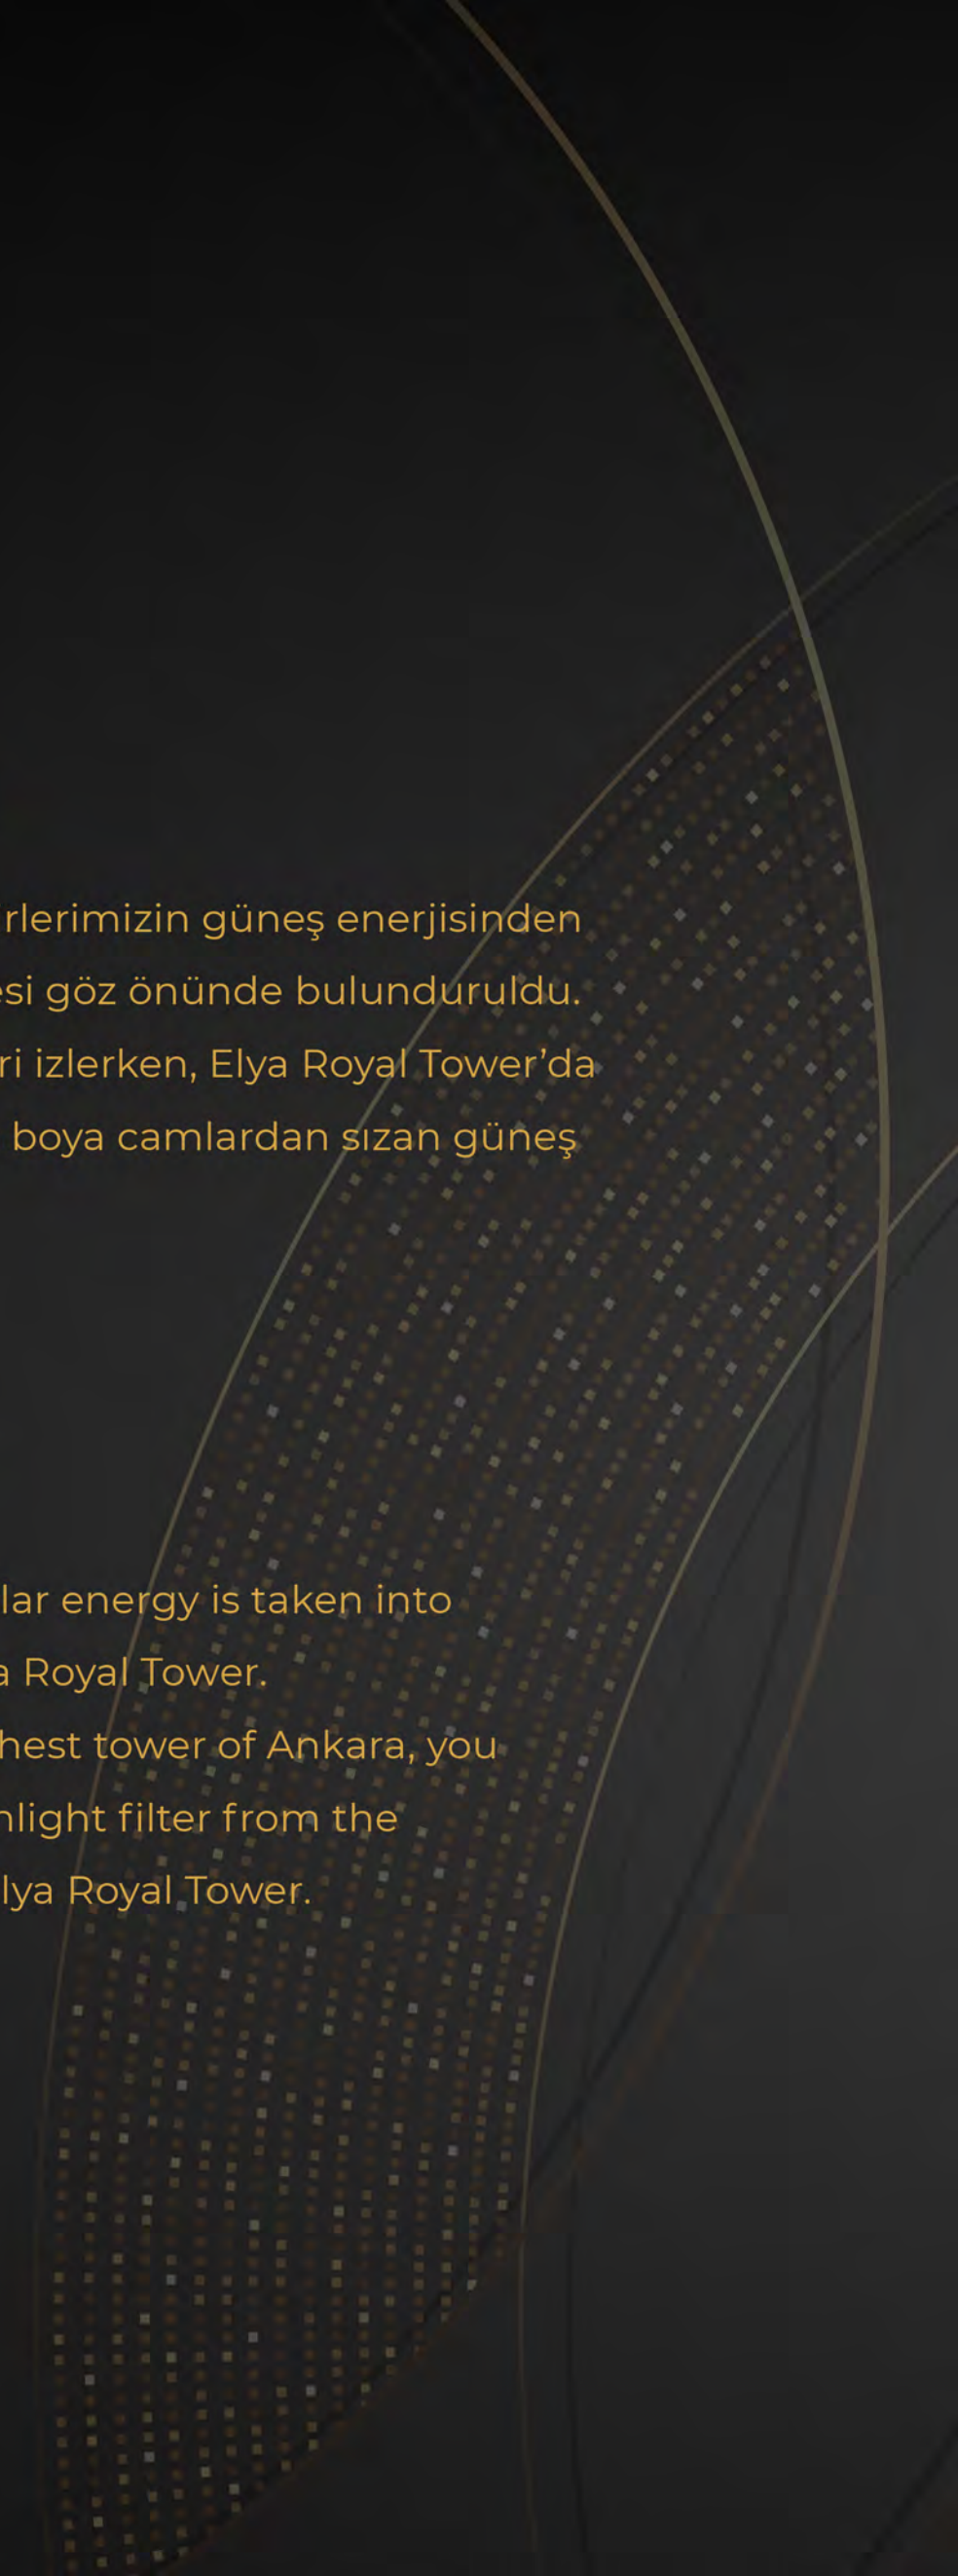 rlerimizin güneş enerjisinden
esi göz önünde bulunduruldu.
ri izlerken, Elya Royal Tower’da
boya camlardan sızan güneş
lar energy is taken into
a Royal Tower.
hest tower of Ankara, you
nlight filter from the
lya Royal Tower.